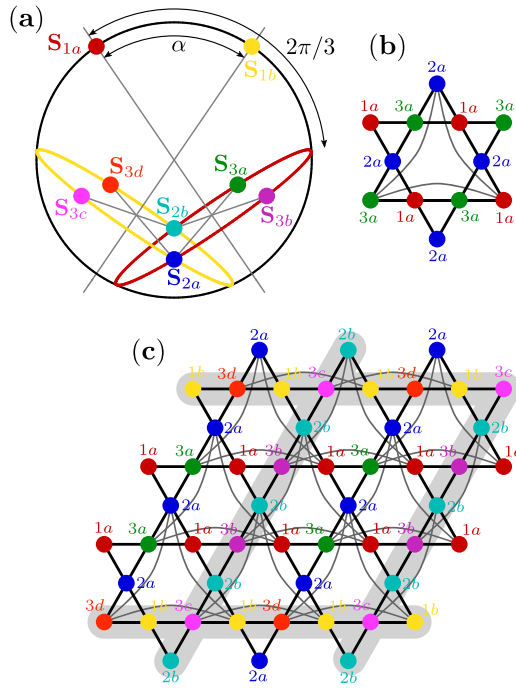 (a)
S1a
α
2π/3
S1b
S3d
S3a
S3c
S2b
S3b
S2a
(b)
2a
1a 3a 1a 3a
2a 2a
3a 1a 3a 1a
2a
(c)
2a 2b 2a
1b 3d 1b 3c 1b 3d 1b 3c
2a 2b 2a 2b
1a 3a 1a 3b 1a 3a 1a 3b 1a
2a 2b 2a 2b
1a 3a 1a 3b 1a 3a 1a 3b 1a
2a 2b 2a 2b
3d 1b 3c 1b 3d 1b 3c 1b
2b 2a 2b